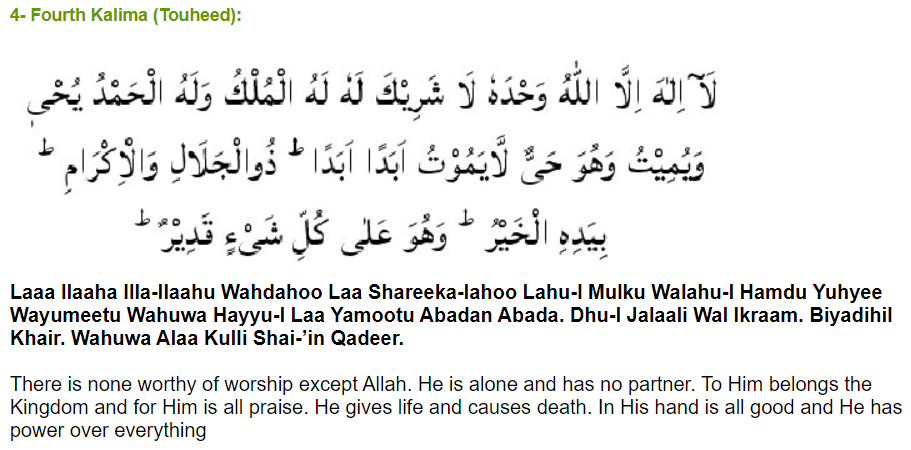 4- Fourth Kalima (Touheed):
لَآ اِلٰهَ اِلَّا اللّٰهُ وَحْدَهٗ لَا شَرِيْكَ لَهٗ لَهُ الْمُلْكُ وَلَهُ الْحَمْدُ يُحْىٖ
وَيُمِيْتُ وَهُوَ حَىٌّ لَّايَمُوْتُ اَبَدًا اَبَدًا ؕ ذُوالْجَلَالِ وَالْاِكْرَامِ ؕ
بِيَدِهِ الْخَيْرُ ؕ وَهُوَ عَلٰى كُلِّ شَىْءٍ قَدِيْرٌ ؕ
Laaa Ilaaha Illa-llaahu Wahdahoo Laa Shareeka-lahoo Lahu-l Mulku Walahu-l Hamdu Yuhyee
Wayumeetu Wahuwa Hayyu-l Laa Yamootu Abadan Abada. Dhu-l Jalaali Wal Ikraam. Biyadihil
Khair. Wahuwa Alaa Kulli Shai-’in Qadeer.
There is none worthy of worship except Allah. He is alone and has no partner. To Him belongs the
Kingdom and for Him is all praise. He gives life and causes death. In His hand is all good and He has
power over everything